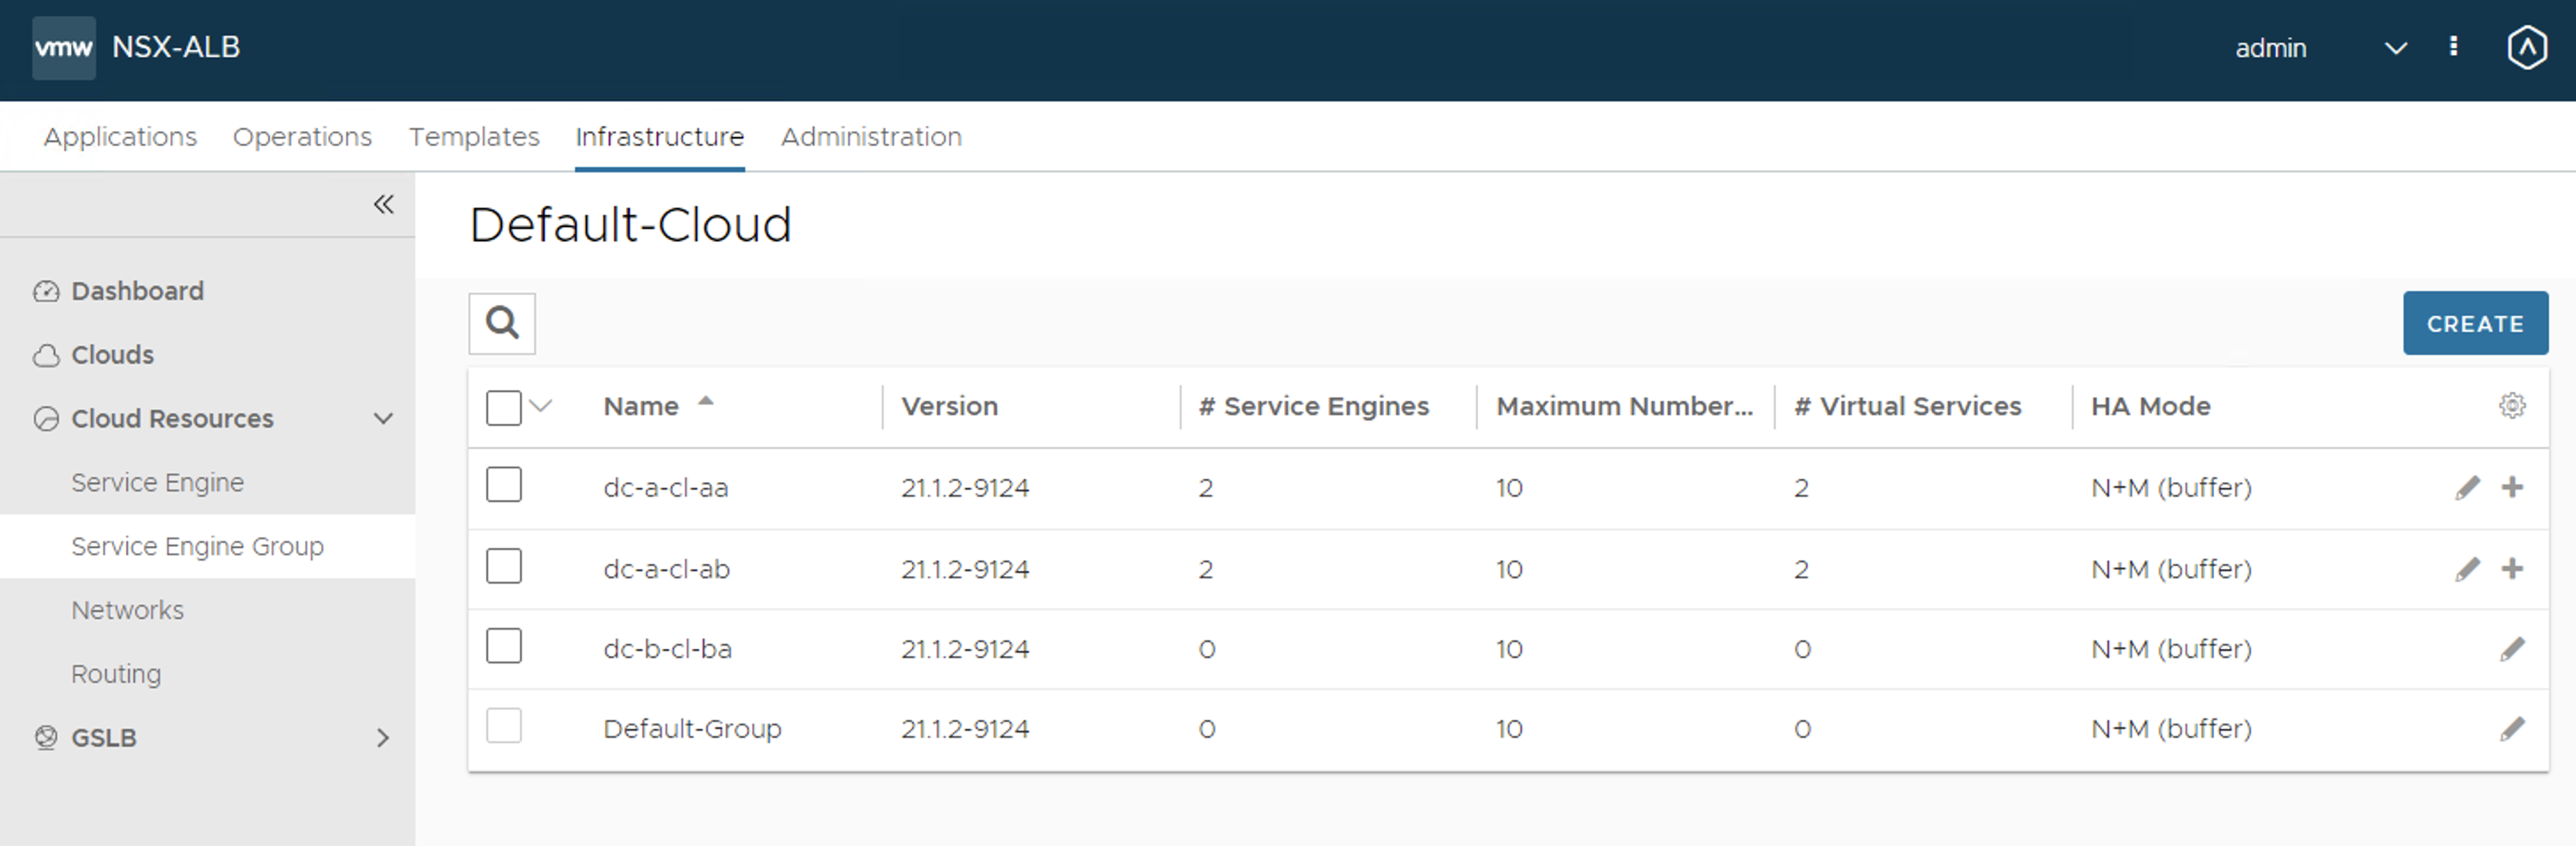 vmw NSX-ALB admin
Applications Operations Templates Infrastructure Administration
Default-Cloud
Dashboard
Clouds
Cloud Resources
Service Engine
Service Engine Group
Networks
Routing
GSLB
CREATE
Name Version # Service Engines Maximum Number... # Virtual Services HA Mode
dc-a-cl-aa 21.1.2-9124 2 10 2 N+M (buffer)
dc-a-cl-ab 21.1.2-9124 2 10 2 N+M (buffer)
dc-b-cl-ba 21.1.2-9124 0 10 0 N+M (buffer)
Default-Group 21.1.2-9124 0 10 0 N+M (buffer)